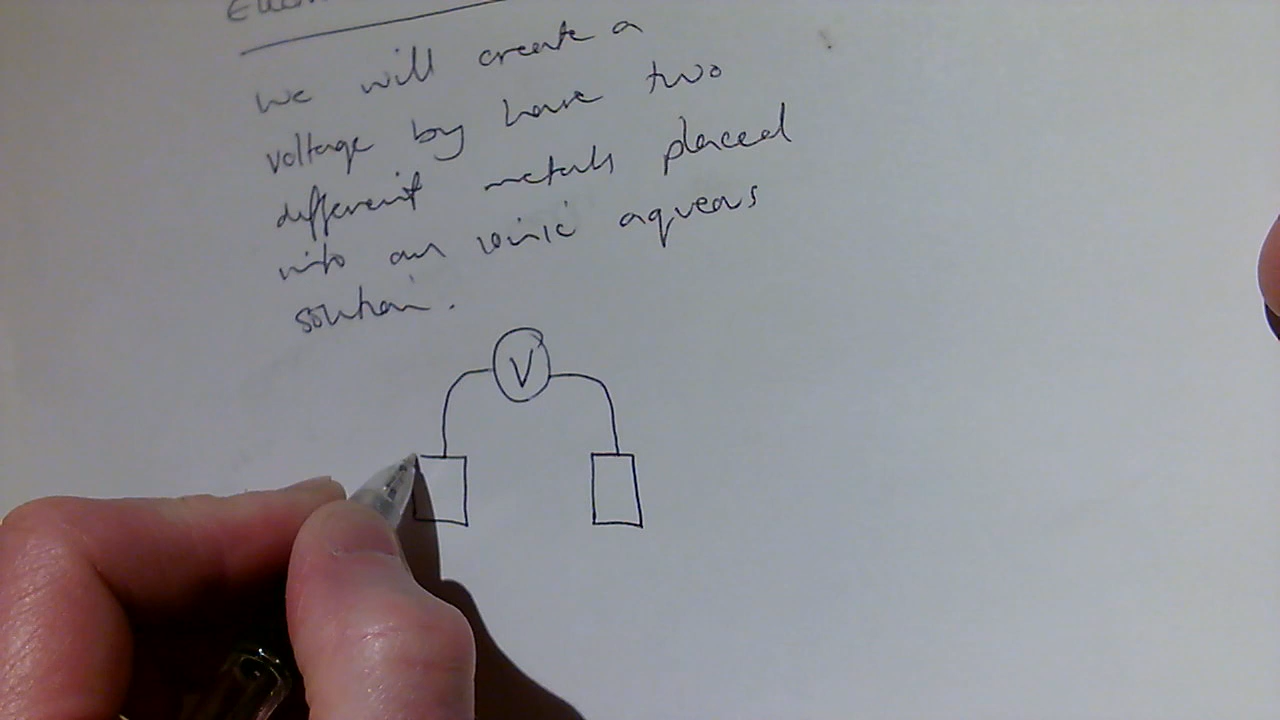 We will create a
voltage by have two
different metals placed
into an ionic aqueous
solution.
V